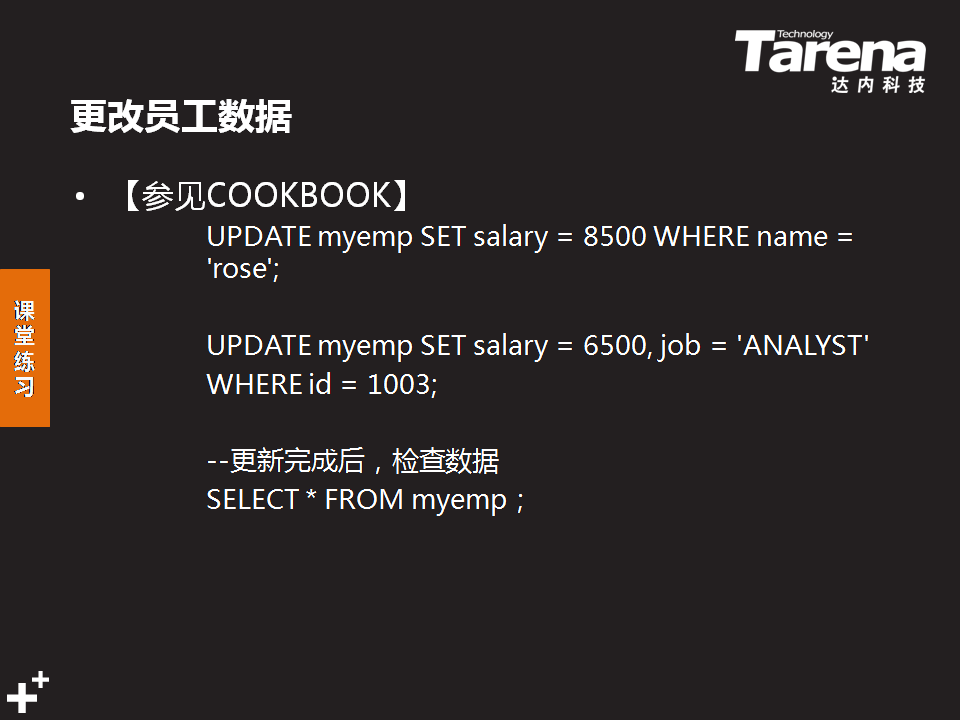 Technology
Tarena
达内科技
更改员工数据
• 【参见COOKBOOK】
UPDATE myemp SET salary = 8500 WHERE name =
'rose';
UPDATE myemp SET salary = 6500, job = 'ANALYST'
WHERE id = 1003;
--更新完成后，检查数据
SELECT * FROM myemp；
课堂练习